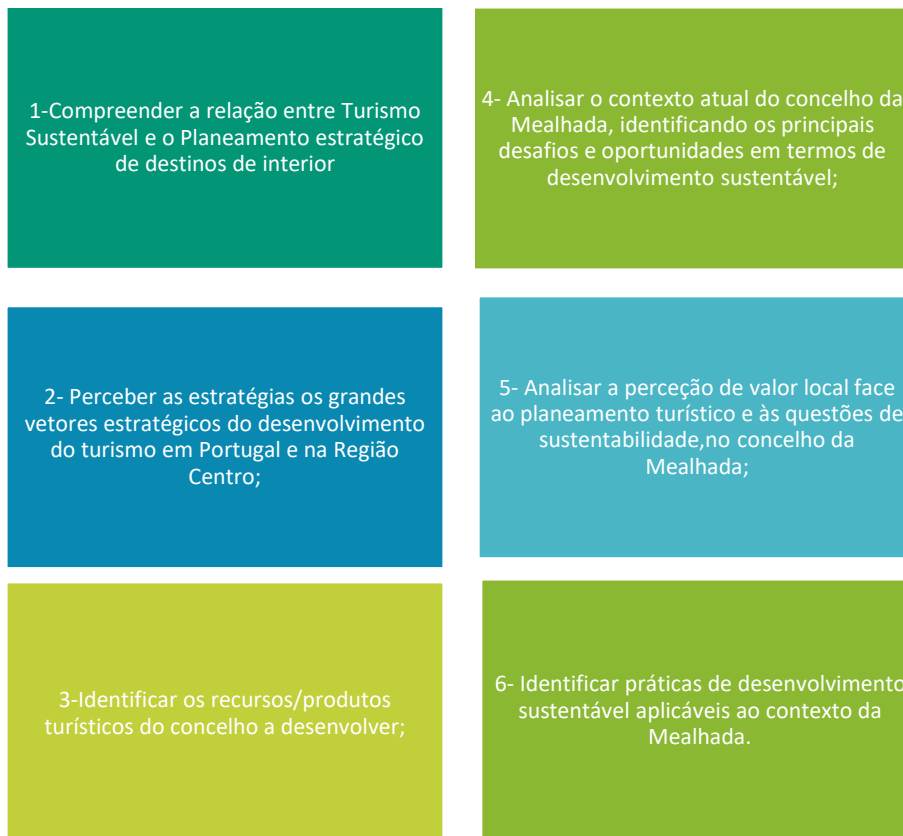 1-Compreender a relação entre Turismo
Sustentável e o Planeamento estratégico
de destinos de interior
2- Perceber as estratégias os grandes
vetores estratégicos do desenvolvimento
do turismo em Portugal e na Região
Centro;
3-Identificar os recursos/produtos
turísticos do concelho a desenvolver;
4- Analisar o contexto atual do concelho da
Mealhada, identificando os principais
desafios e oportunidades em termos de
desenvolvimento sustentável;
5- Analisar a perceção de valor local face
ao planeamento turístico e às questões de
sustentabilidade,no concelho da
Mealhada;
6- Identificar práticas de desenvolvimento
sustentável aplicáveis ao contexto da
Mealhada.